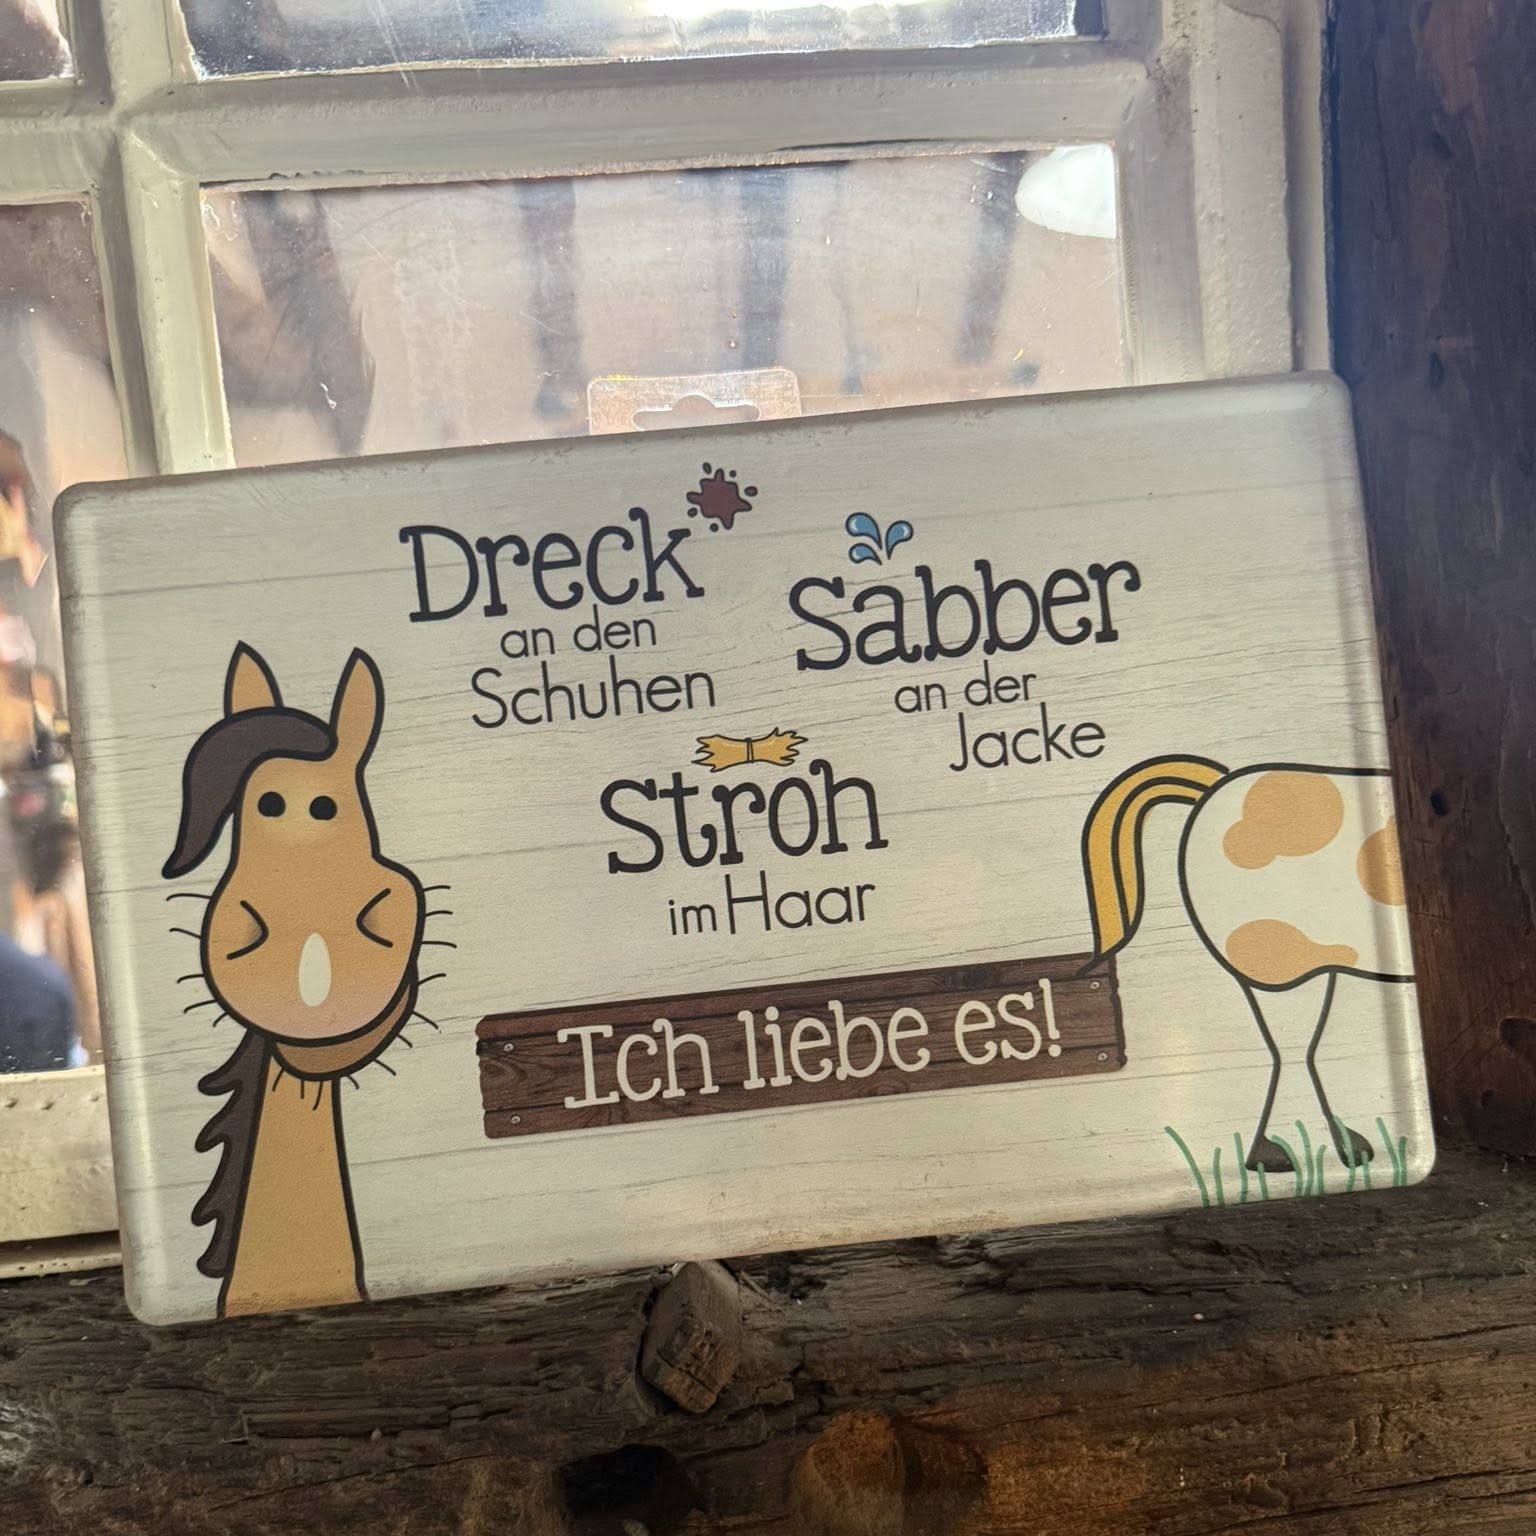 Dreck
an den
Schuhen
Sabber
an der
Jacke
Stroh
im Haar
Ich liebe es!